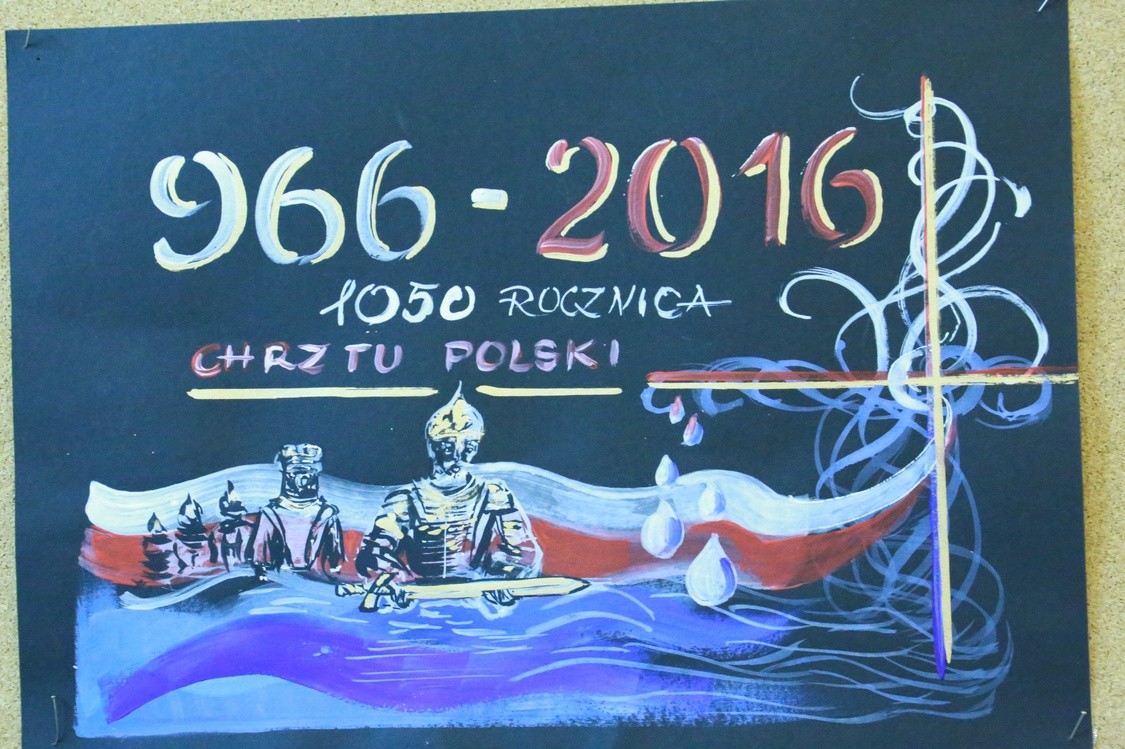 966-2016
1050 ROCZNICA
CHRZTU POLSKI